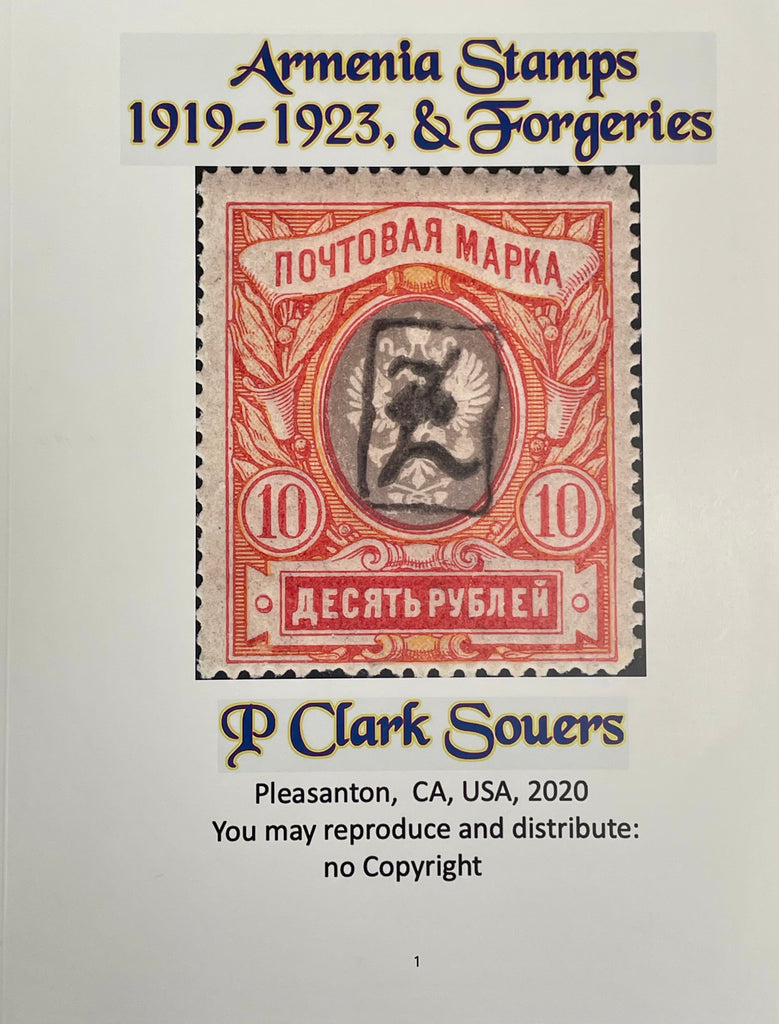 Armenia Stamps
1919-1923, & Forgeries
ПОЧТОВАЯ МАРКА
10 10
ДЕСЯТЬ РУБЛЕЙ
P Clark Souers
Pleasanton, CA, USA, 2020
You may reproduce and distribute:
no Copyright
1